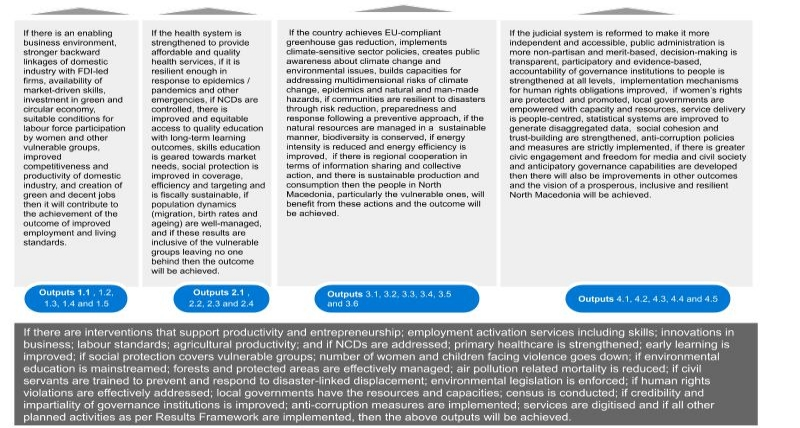 If there is an enabling
business environment,
stronger backward
linkages of domestic
industry with FDI-led
firms, availability of
market-driven skills,
investment in green and
circular economy,
suitable conditions for
labour force participation
by women and other
vulnerable groups,
improved
competitiveness and
productivity of domestic
industry, and creation of
green and decent jobs
then it will contribute to
the achievement of the
outcome of improved
employment and living
standards.
Outputs 1.1 , 1.2,
1.3, 1.4 and 1.5
If the health system is
strengthened to provide
affordable and quality
health services, if it is
resilient enough in
response to epidemics /
pandemics and other
emergencies, if NCDs are
controlled, there is
improved and equitable
access to quality education
with long-term learning
outcomes, skills education
is geared towards market
needs, social protection is
improved in coverage,
efficiency and targeting and
is fiscally sustainable, if
population dynamics
(migration, birth rates and
ageing) are well-managed,
and if these results are
inclusive of the vulnerable
groups leaving no one
behind then the outcome
will be achieved.
Outputs 2.1 ,
2.2, 2.3 and 2.4
If the country achieves EU-compliant
greenhouse gas reduction, implements
climate-sensitive sector policies, creates public
awareness about climate change and
environmental issues, builds capacities for
addressing multidimensional risks of climate
change, epidemics and natural and man-made
hazards, if communities are resilient to disasters
through risk reduction, preparedness and
response following a preventive approach, if the
natural resources are managed in a sustainable
manner, biodiversity is conserved, if energy
intensity is reduced and energy efficiency is
improved, if there is regional cooperation in
terms of information sharing and collective
action, and there is sustainable production and
consumption then the people in North
Macedonia, particularly the vulnerable ones, will
benefit from these actions and the outcome will
be achieved.
Outputs 3.1, 3.2, 3.3, 3.4, 3.5
and 3.6
If the judicial system is reformed to make it more
independent and accessible, public administration is
more non-partisan and merit-based, decision-making is
transparent, participatory and evidence-based,
accountability of governance institutions to people is
strengthened at all levels, implementation mechanisms
for human rights obligations improved, if women's rights
are protected and promoted, local governments are
empowered with capacity and resources, service delivery
is people-centred, statistical systems are improved to
generate disaggregated data, social cohesion and
trust-building are strengthened, anti-corruption policies
and measures are strictly implemented, if there is greater
civic engagement and freedom for media and civil society
and anticipatory governance capabilities are developed
then there will also be improvements in other outcomes
and the vision of a prosperous, inclusive and resilient
North Macedonia will be achieved.
Outputs 4.1, 4.2, 4.3, 4.4 and 4.5
If there are interventions that support productivity and entrepreneurship; employment activation services including skills; innovations in
business; labour standards; agricultural productivity; and if NCDs are addressed; primary healthcare is strengthened; early learning is
improved; if social protection covers vulnerable groups; number of women and children facing violence goes down; if environmental
education is mainstreamed; forests and protected areas are effectively managed; air pollution related mortality is reduced; if civil
servants are trained to prevent and respond to disaster-linked displacement; environmental legislation is enforced; if human rights
violations are effectively addressed; local governments have the resources and capacities; census is conducted; if credibility and
impartiality of governance institutions is improved; anti-corruption measures are implemented; services are digitised and if all other
planned activities as per Results Framework are implemented, then the above outputs will be achieved.